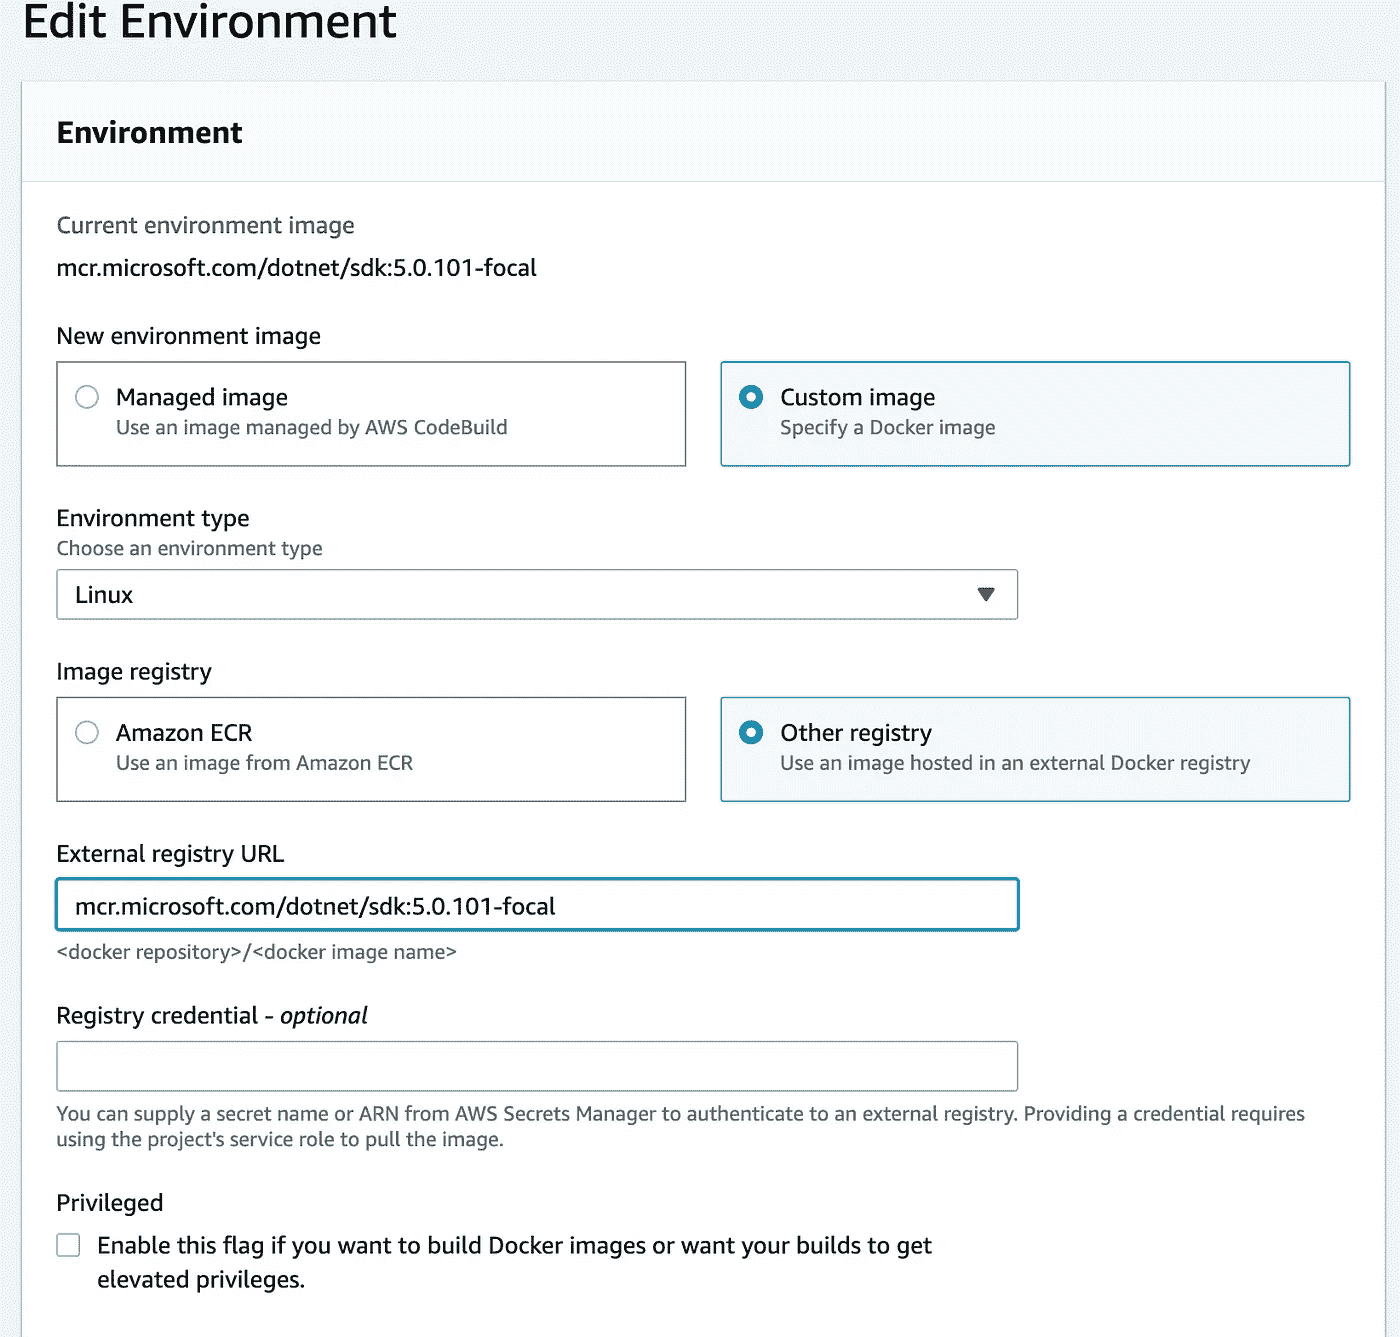 Edit Environment
Environment
Current environment image
mcr.microsoft.com/dotnet/sdk:5.0.101-focal
New environment image
Managed image
Use an image managed by AWS CodeBuild
Custom image
Specify a Docker image
Environment type
Choose an environment type
Linux
Image registry
Amazon ECR
Use an image from Amazon ECR
Other registry
Use an image hosted in an external Docker registry
External registry URL
mcr.microsoft.com/dotnet/sdk:5.0.101-focal
<docker repository>/<docker image name>
Registry credential - optional
You can supply a secret name or ARN from AWS Secrets Manager to authenticate to an external registry. Providing a credential requires
using the project's service role to pull the image.
Privileged
Enable this flag if you want to build Docker images or want your builds to get
elevated privileges.